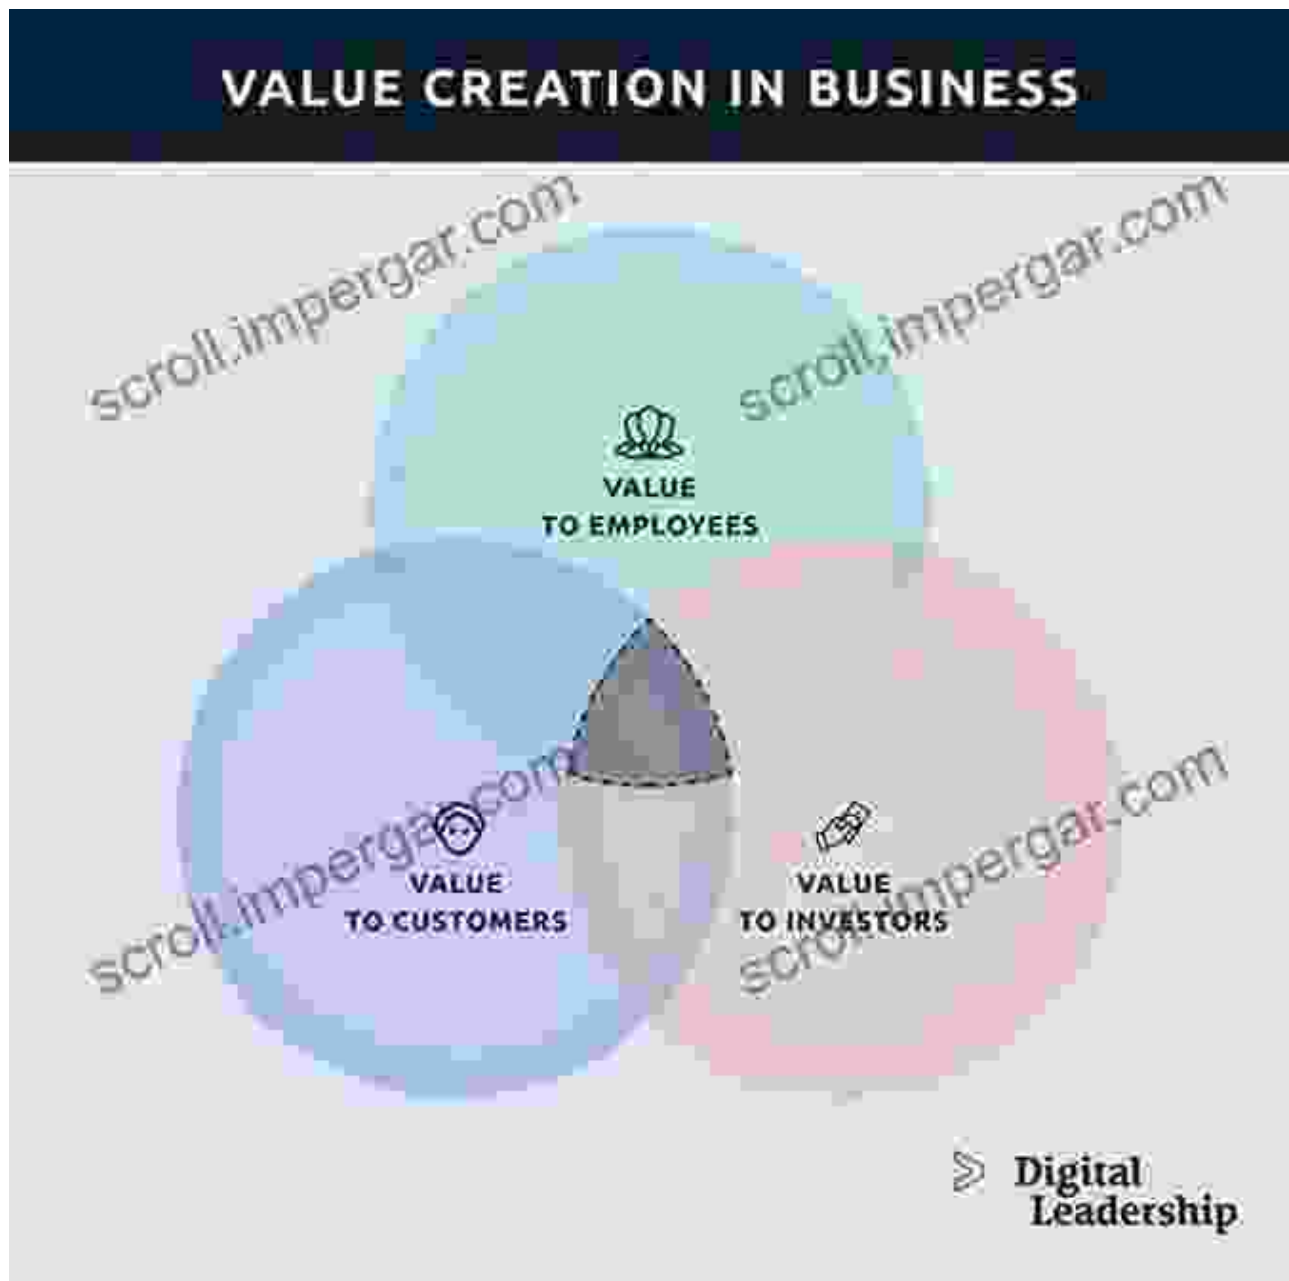 VALUE CREATION IN BUSINESS
scroll.impergar.com
scroll.impergar.com
VALUE
TO EMPLOYEES
scroll.impergar.com
scroll.impergar.com
VALUE
TO CUSTOMERS
VALUE
TO INVESTORS
Digital
Leadership